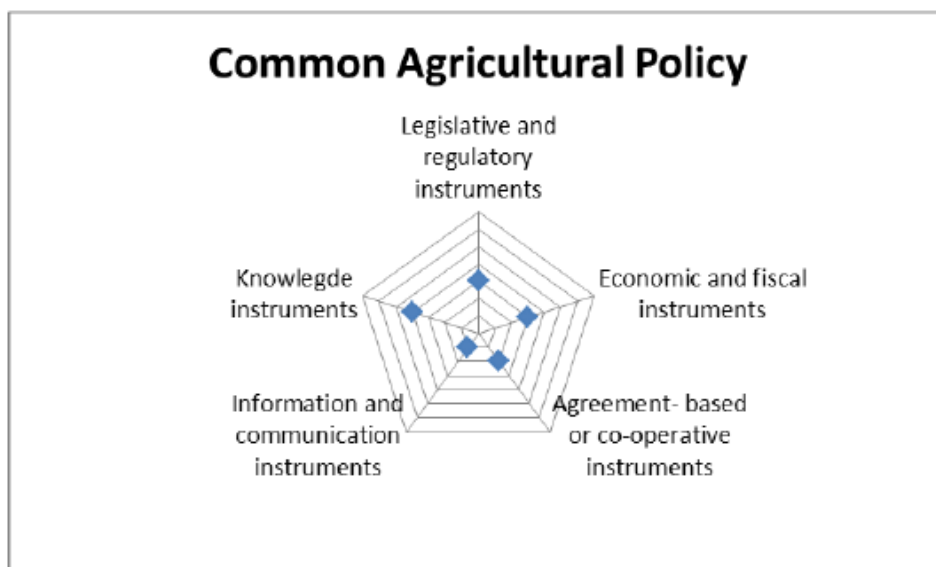 Common Agricultural Policy
Legislative and
regulatory
instruments
Knowlegde
instruments
Economic and fiscal
instruments
Information and
communication
instruments
Agreement- based
or co-operative
instruments